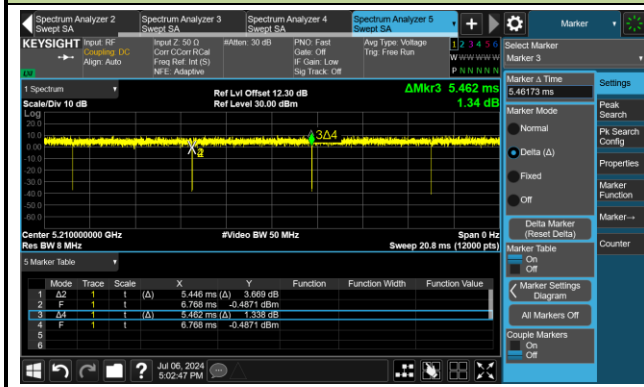 Spectrum Analyzer 2
Swept SA
Spectrum Analyzer 3
Swept SA
Spectrum Analyzer 4
Swept SA
Spectrum Analyzer 5
Swept SA
Marker
KEYSIGHT
Input: RF
Coupling: DC
Align: Auto
Input Z: 50 Ω
Corr CCorr RCal
Freq Ref: Int (S)
NFE: Adaptive
#Atten: 30 dB
PNO: Fast
Gate: Off
IF Gain: Low
Sig Track: Off
Avg Type: Voltage
Trig: Free Run
1 2 3 4 5 6
W W W W W W
P N N N N N
Select Marker
Marker 3
1 Spectrum
Ref Lvl Offset 12.30 dB
ΔMkr3 5.462 ms
Scale/Div 10 dB
Ref Level 30.00 dBm
1.34 dB
Log
20.0
10.0
0.00
-10.0
-20.0
-30.0
-40.0
-50.0
-60.0
3Δ4
Center 5.210000000 GHz
#Video BW 50 MHz
Span 0 Hz
Res BW 8 MHz
Sweep 20.8 ms (12000 pts)
5 Marker Table
Mode Trace Scale X Y Function Function Width Function Value
1 Δ2 1 t (Δ) 5.446 ms (Δ) 3.669 dB
2 F 1 t 6.768 ms -0.4871 dBm
3 Δ4 1 t (Δ) 5.462 ms (Δ) 1.338 dB
4 F 1 t 6.768 ms -0.4871 dBm
5
6
Marker Δ Time
5.46173 ms
Marker Mode
Normal
Delta (Δ)
Fixed
Off
Delta Marker
(Reset Delta)
Marker Table
On
Off
Marker Settings
Diagram
All Markers Off
Couple Markers
On
Off
Settings
Peak
Search
Pk Search
Config
Properties
Marker
Function
Marker→
Counter
Jul 06, 2024
5:02:47 PM